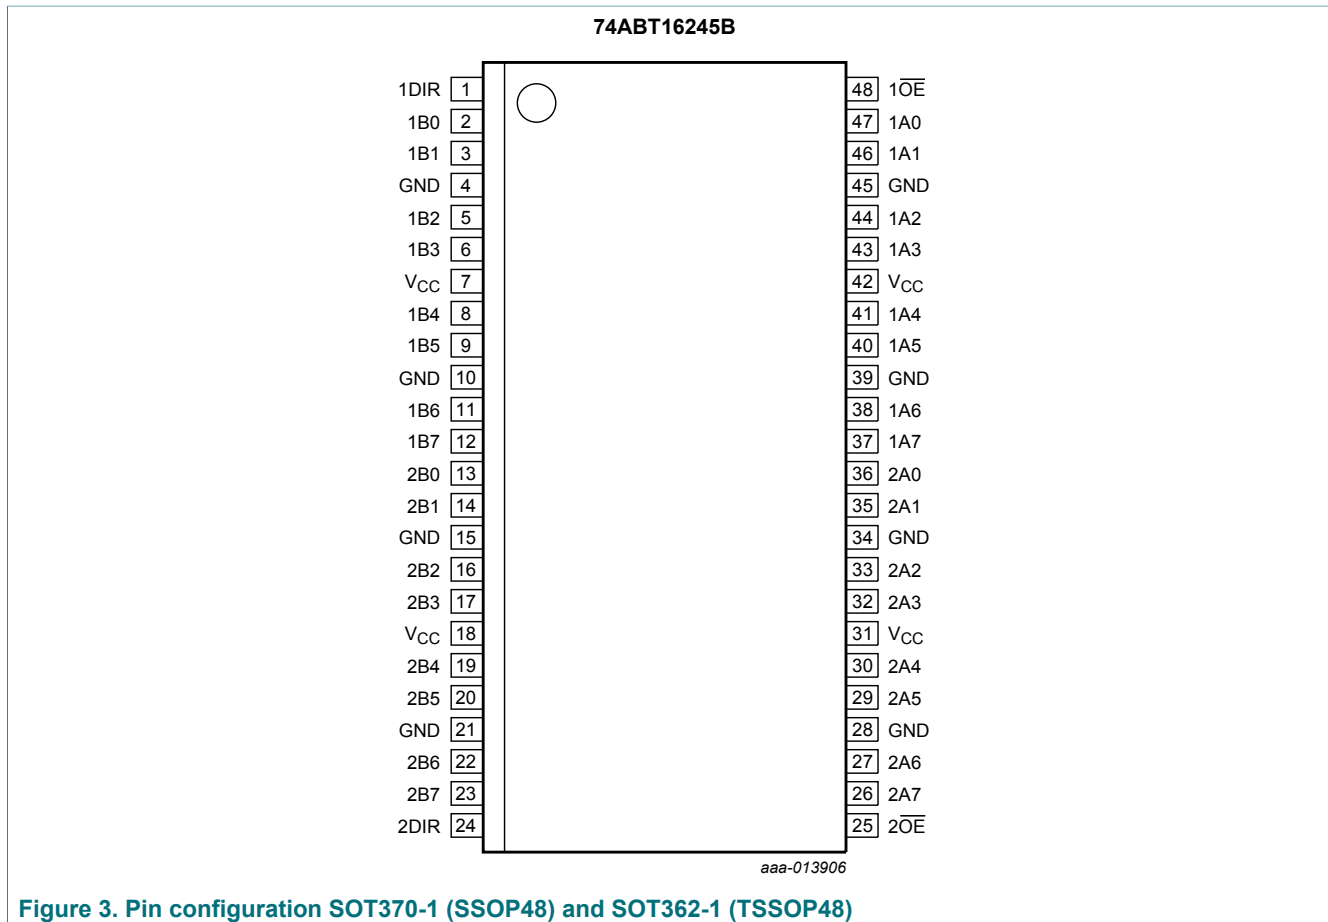 74ABT16245B
1DIR 1 48 1O̅E̅
1B0 2 47 1A0
1B1 3 46 1A1
GND 4 45 GND
1B2 5 44 1A2
1B3 6 43 1A3
VCC 7 42 VCC
1B4 8 41 1A4
1B5 9 40 1A5
GND 10 39 GND
1B6 11 38 1A6
1B7 12 37 1A7
2B0 13 36 2A0
2B1 14 35 2A1
GND 15 34 GND
2B2 16 33 2A2
2B3 17 32 2A3
VCC 18 31 VCC
2B4 19 30 2A4
2B5 20 29 2A5
GND 21 28 GND
2B6 22 27 2A6
2B7 23 26 2A7
2DIR 24 25 2O̅E̅
aaa-013906
Figure 3. Pin configuration SOT370-1 (SSOP48) and SOT362-1 (TSSOP48)